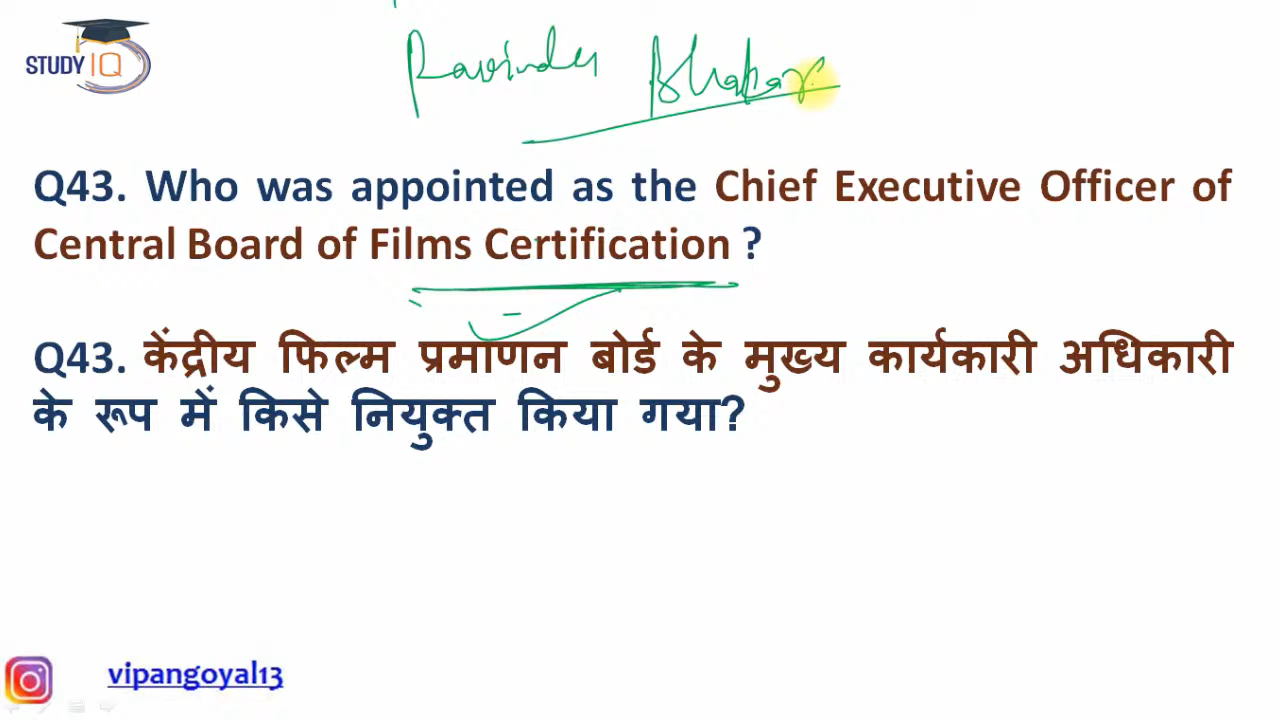 STUDY IQ
Ravinder Bhakar
Q43. Who was appointed as the Chief Executive Officer of
Central Board of Films Certification ?
Q43. केंद्रीय फिल्म प्रमाणन बोर्ड के मुख्य कार्यकारी अधिकारी
के रूप में किसे नियुक्त किया गया?
vipangoyal13